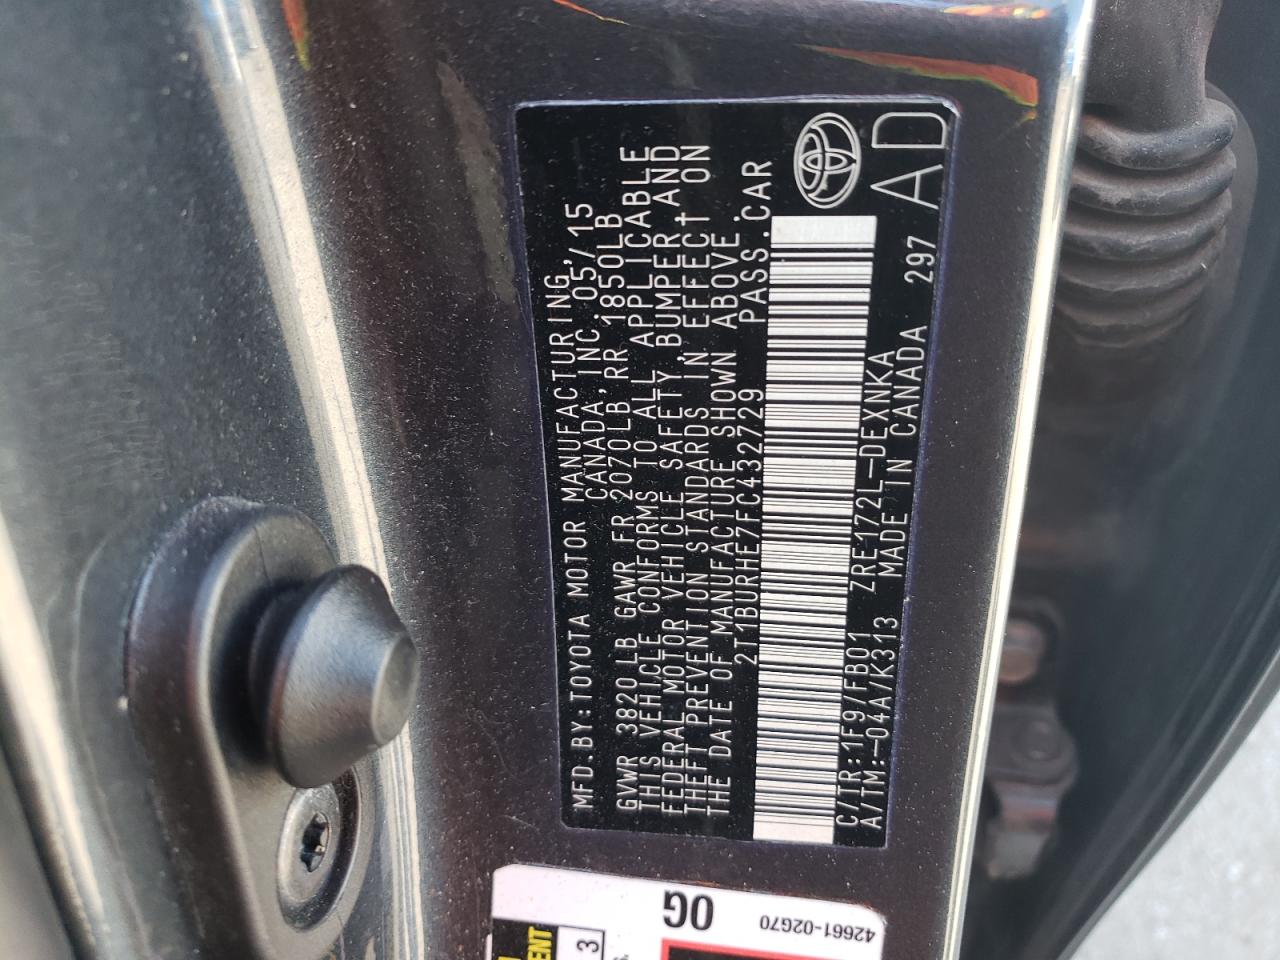 MFD.BY:TOYOTA MOTOR MANUFACTURING,
CANADA,INC. 05/15
GVWR 3820LB GAWR FR 2070LB RR 1850LB
THIS VEHICLE CONFORMS TO ALL APPLICABLE
FEDERAL MOTOR VEHICLE SAFETY,BUMPER,AND
THEFT PREVENTION STANDARDS IN EFFECT ON
THE DATE OF MANUFACTURE SHOWN ABOVE.
2T1BURHE7FC432729 PASS.CAR
C/TR:1F9/FB01 ZRE172L-DEXNKA
A/TM:-04A/K313 MADE IN CANADA 297
AD
0G
42661-02G70
3